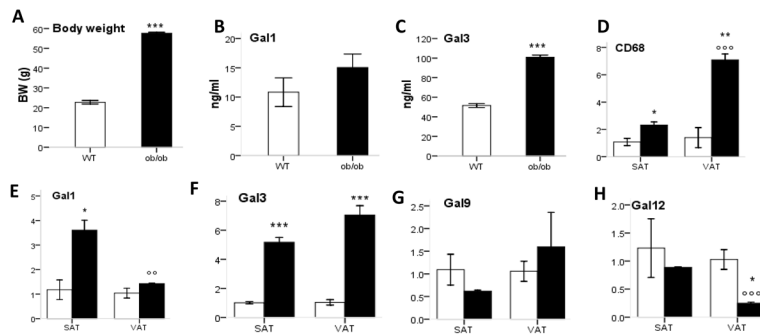 A
Body weight
***
BW (g)
60
50
40
30
20
10
0
WT
ob/ob
B
Gal1
ng/ml
20
15
10
5
0
WT
ob/ob
C
Gal3
***
ng/ml
120
100
80
60
40
20
0
WT
ob/ob
D
CD68
**
°°°
*
8
6
4
2
0
SAT
VAT
E
Gal1
*
°°
5
4
3
2
1
0
SAT
VAT
F
Gal3
***
***
8
6
4
2
0
SAT
VAT
G
Gal9
2.5
2.0
1.5
1.0
0.5
0.0
SAT
VAT
H
Gal12
*
°°°
2.0
1.5
1.0
0.5
0.0
SAT
VAT